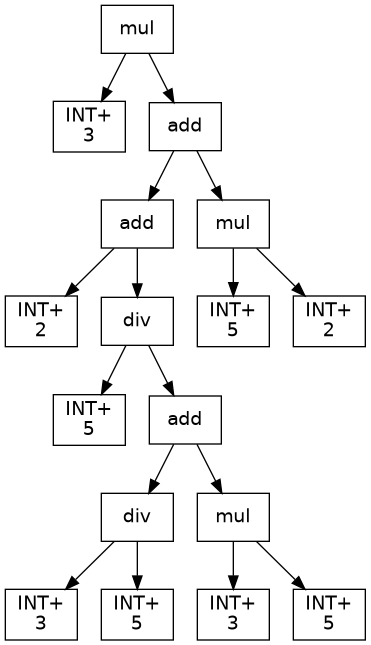 mul
INT+
3
add
add
mul
INT+
2
div
INT+
5
INT+
2
INT+
5
add
div
mul
INT+
3
INT+
5
INT+
3
INT+
5